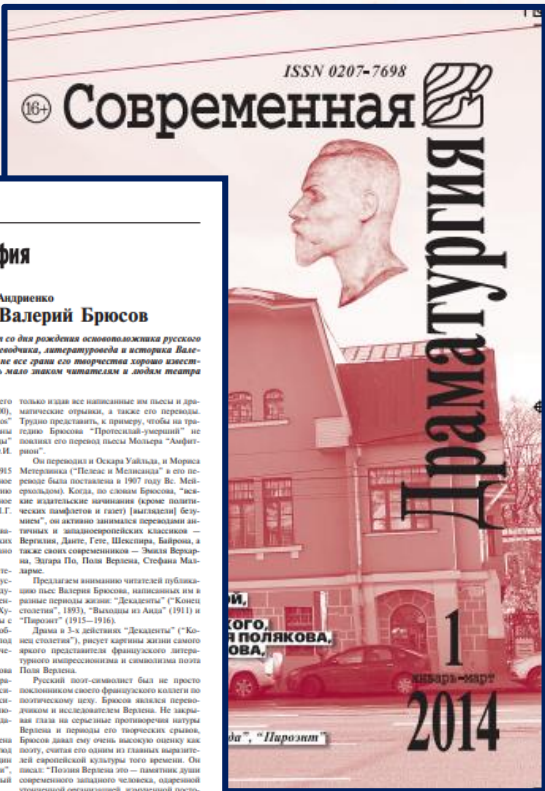 ISSN 0207-7698
16+
Современная
Драматургия
1
январь-март
2014
ПОЛЯКОВА,
ОВА,
да", "Пироэнт"
фия
Андриенко
Валерий Брюсов
со дня рождения основоположника русского
еводчика, литературоведа и историка Вале-
не все грани его творчества хорошо извест-
ь мало знаком читателям и людям театра
только издав все написанные им пьесы и дра-
матические отрывки, а также его переводы.
Трудно представить, к примеру, чтобы на тра-
гедию Брюсова "Протесилай-умерший" не
повлиял его перевод пьесы Мольера "Амфит-
рион".
Он переводил и Оскара Уайльда, и Мориса
Метерлинка ("Пелеас и Мелисанда" в его пе-
реводе была поставлена в 1907 году Вс. Мей-
ерхольдом). Когда, по словам Брюсова, "вся-
кие издательские начинания (кроме полити-
ческих памфлетов и газет) [выглядели] безу-
мием", он активно занимался переводами ан-
тичных и западноевропейских классиков —
Вергилия, Данте, Гете, Шекспира, Байрона, а
также своих современников — Эмиля Верхар-
на, Эдгара По, Поля Верлена, Стефана Мал-
ларме.
Предлагаем вниманию читателей публика-
цию пьес Валерия Брюсова, написанных им в
разные периоды жизни: "Декаденты" ("Конец
столетия", 1893), "Выходцы из Анда" (1911) и
"Пироэнт" (1915—1916).
Драма в 3-х действиях "Декаденты" ("Ко-
нец столетия"), рисует картины жизни самого
яркого представителя французского литера-
турного импрессионизма и символизма поэта
Поля Верлена.
Русский поэт-символист был не просто
поклонником своего французского коллеги по
поэтическому цеху. Брюсов являлся перево-
дчиком и исследователем Верлена. Не закры-
вая глаза на серьезные противоречия натуры
Верлена и периоды его творческих срывов,
Брюсов давал ему очень высокую оценку как
поэту, считая его одним из главных выразите-
лей европейской культуры того времени. Он
писал: "Поэзия Верлена это — памятник души
современного западного человека, одаренной